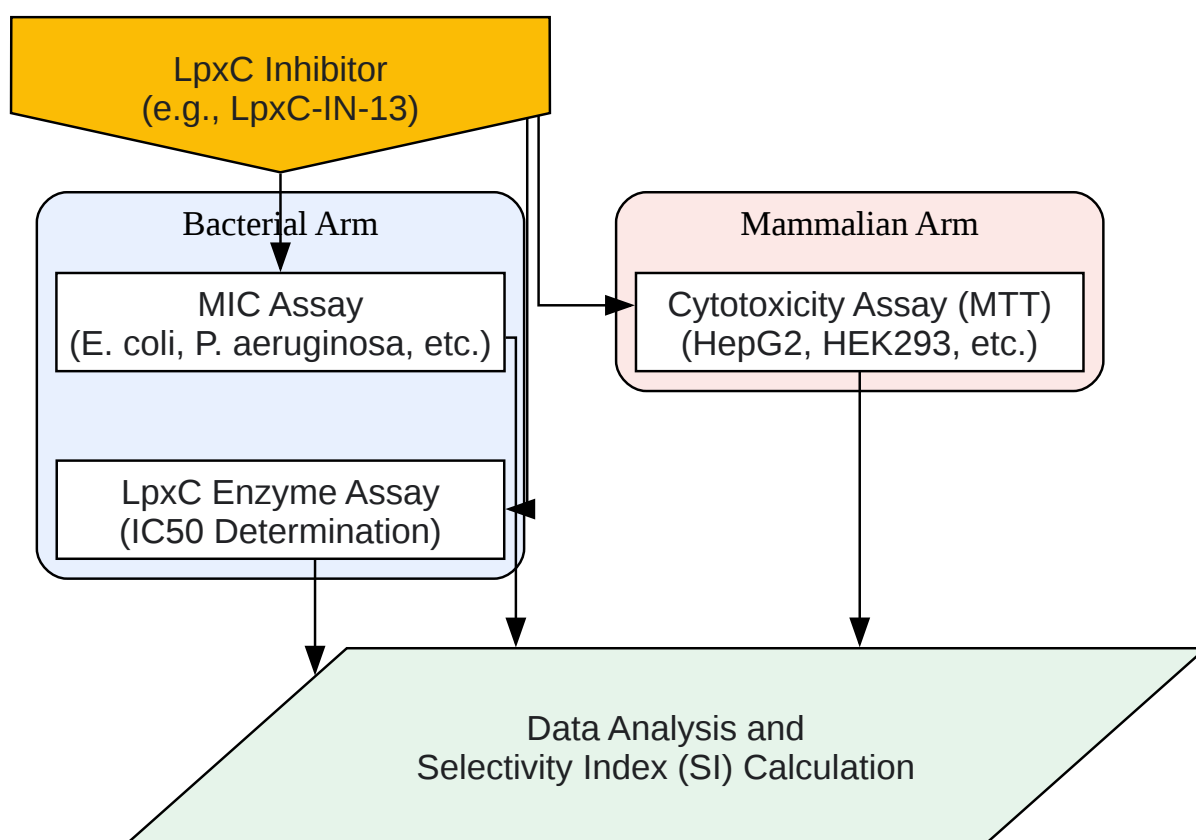 LpxC Inhibitor
(e.g., LpxC-IN-13)
Bacterial Arm
MIC Assay
(E. coli, P. aeruginosa, etc.)
LpxC Enzyme Assay
(IC50 Determination)
Mammalian Arm
Cytotoxicity Assay (MTT)
(HepG2, HEK293, etc.)
Data Analysis and
Selectivity Index (SI) Calculation